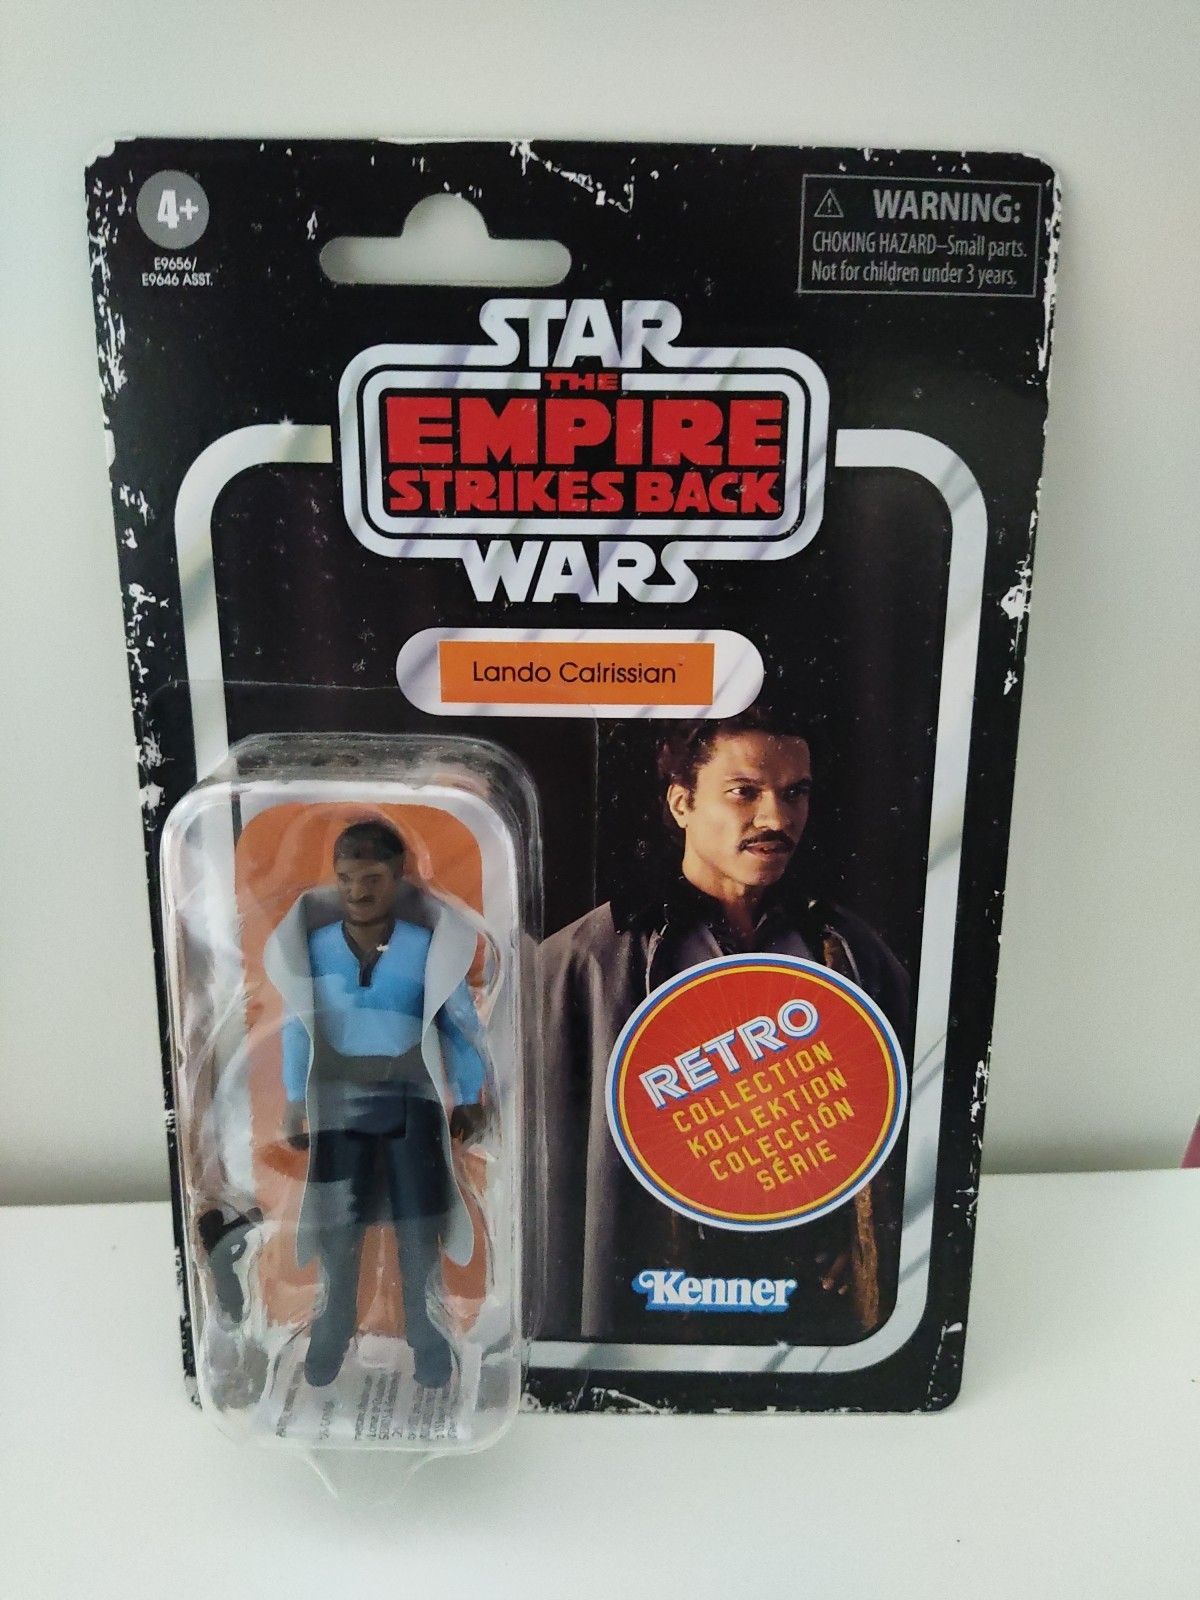 4+
E9656/
E9646 ASST.
WARNING:
CHOKING HAZARD–Small parts.
Not for children under 3 years.
STAR
THE
EMPIRE
STRIKES BACK
WARS
Lando Calrissian™
RETRO
COLLECTION
KOLLEKTION
COLECCIÓN
SÉRIE
Kenner